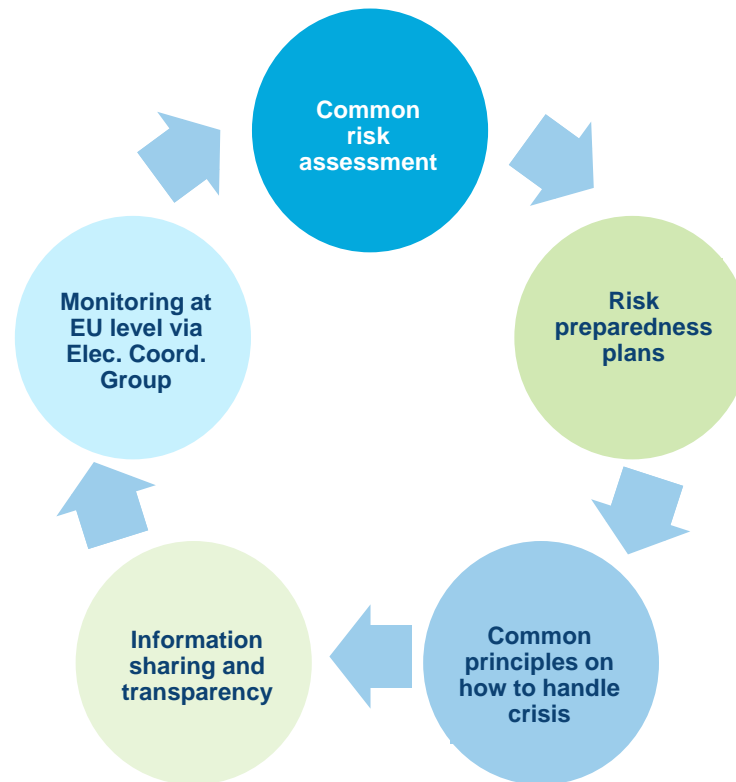 Common
risk
assessment
Risk
preparedness
plans
Common
principles on
how to handle
crisis
Information
sharing and
transparency
Monitoring at
EU level via
Elec. Coord.
Group